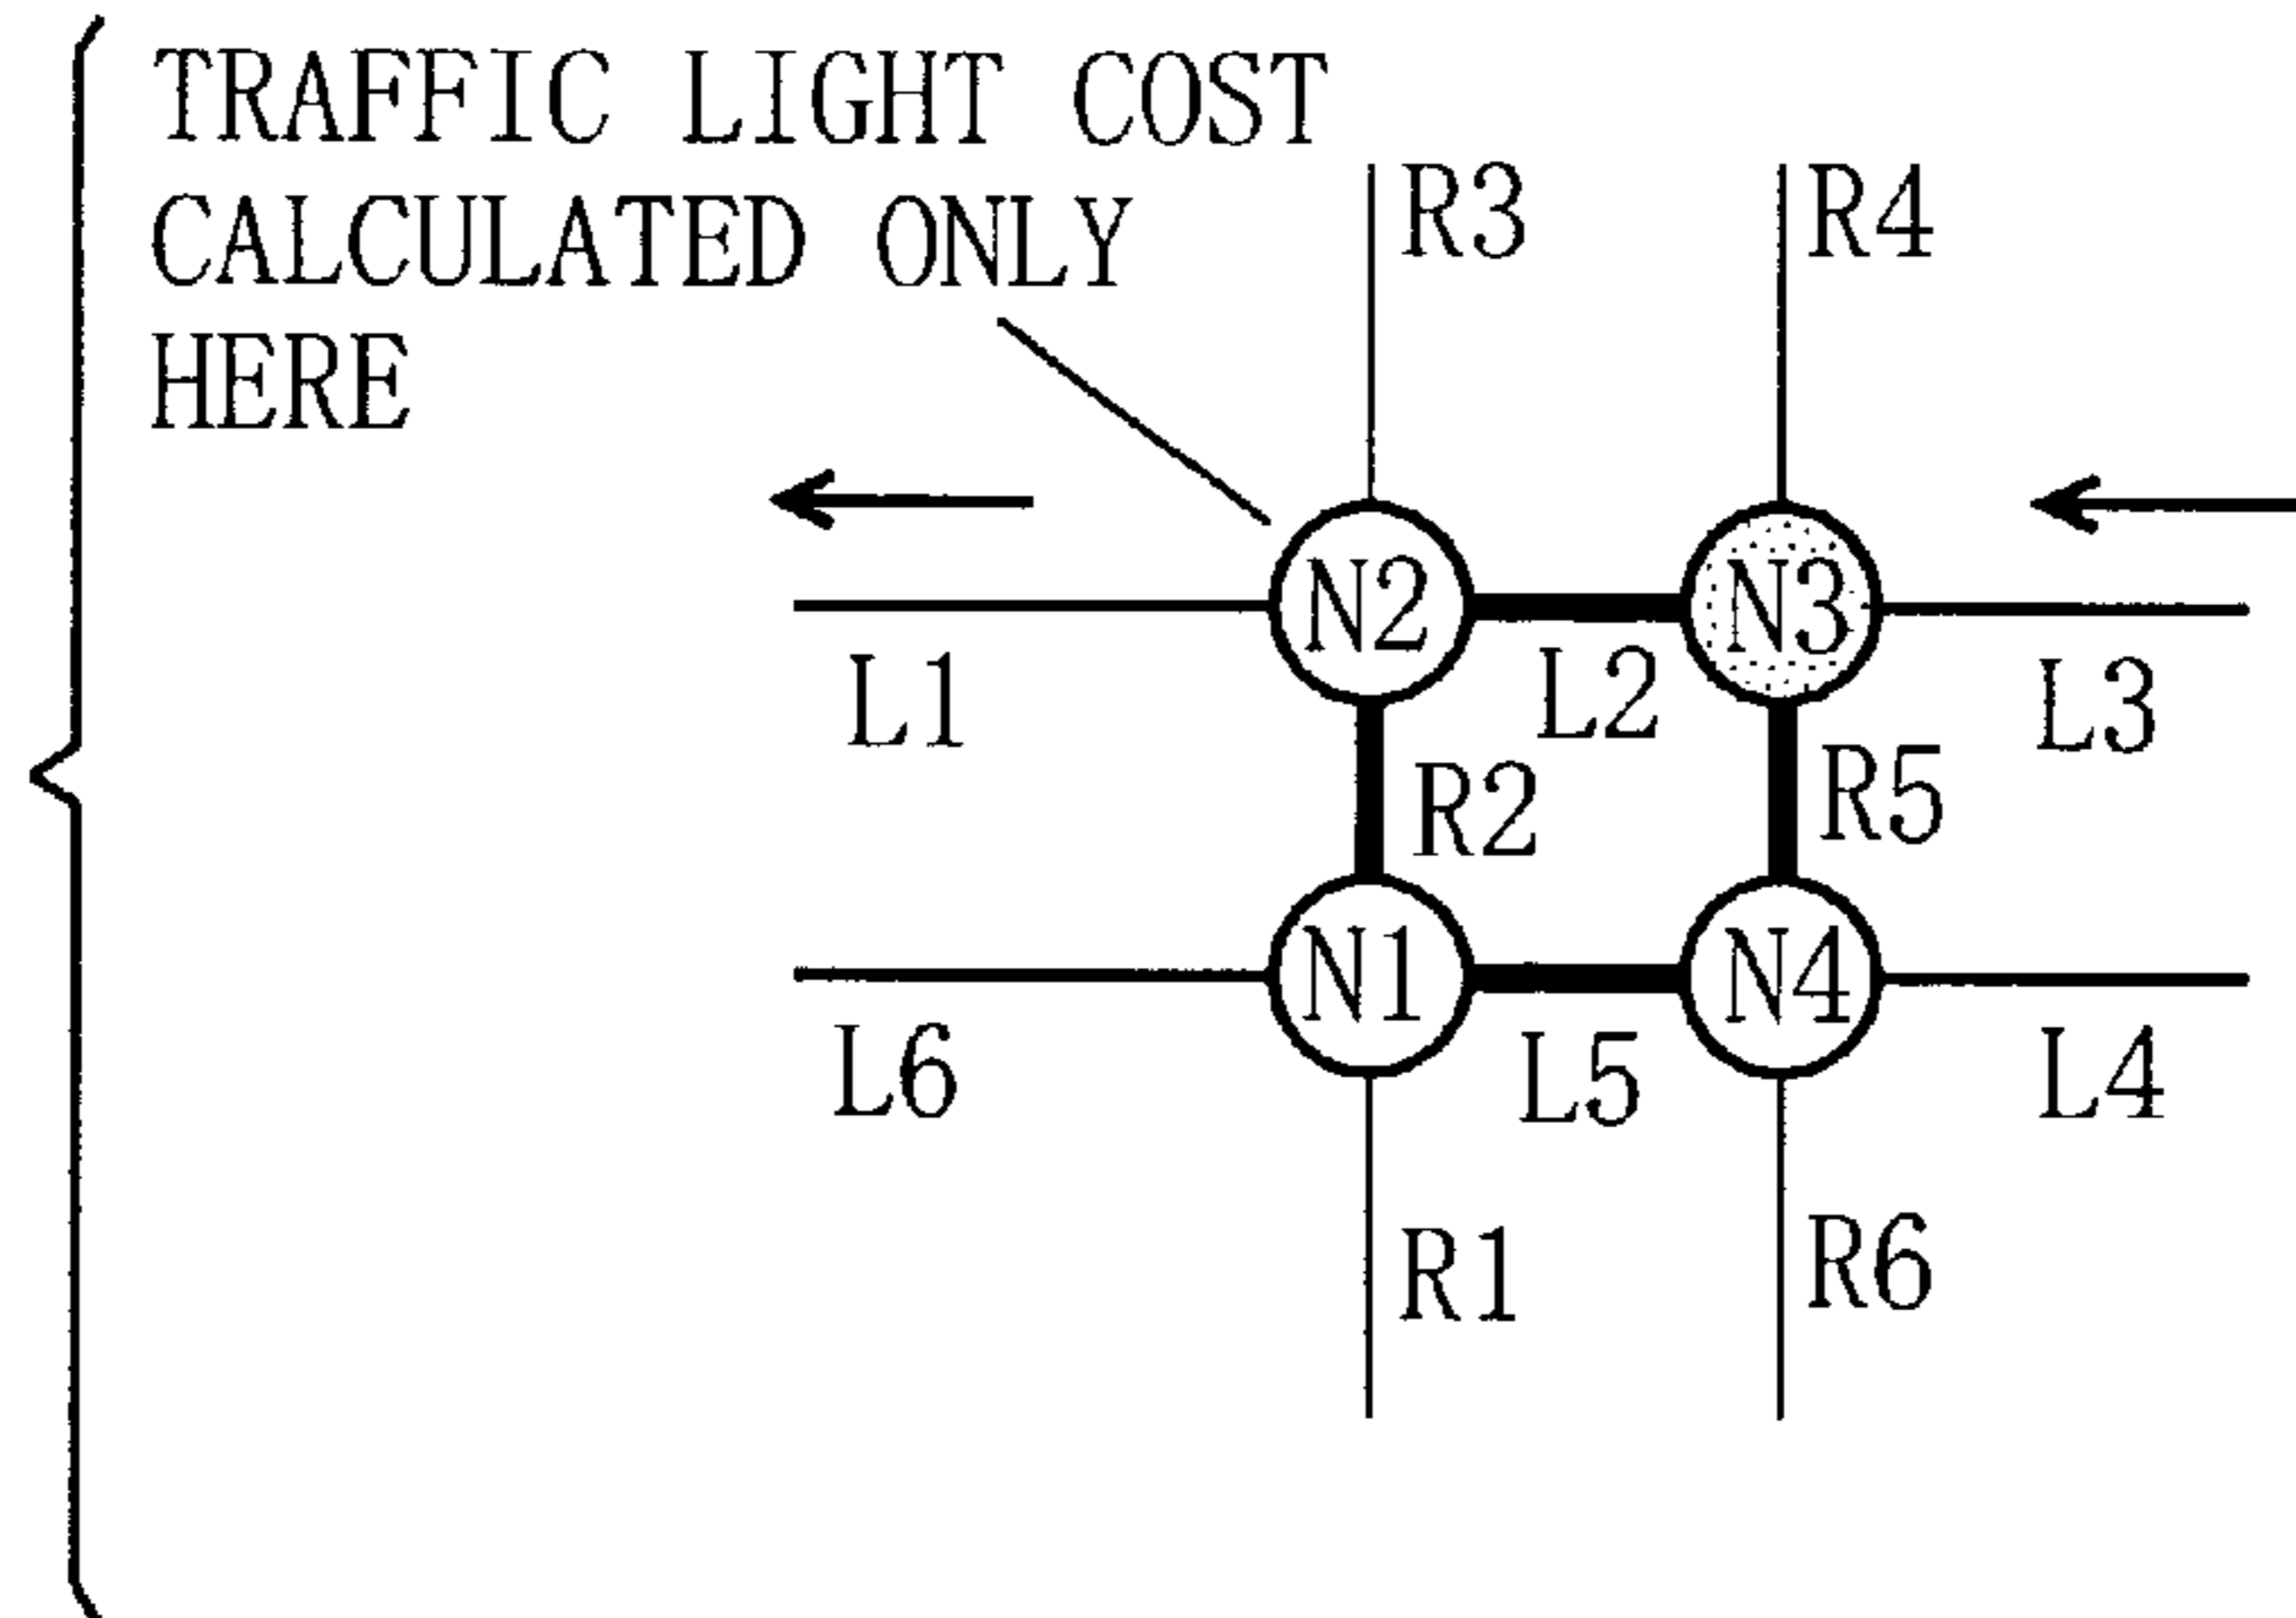 TRAFFIC LIGHT COST
CALCULATED ONLY
HERE
R3
R4
N2
N3
L1
L2
L3
R2
R5
N1
N4
L6
L5
L4
R1
R6